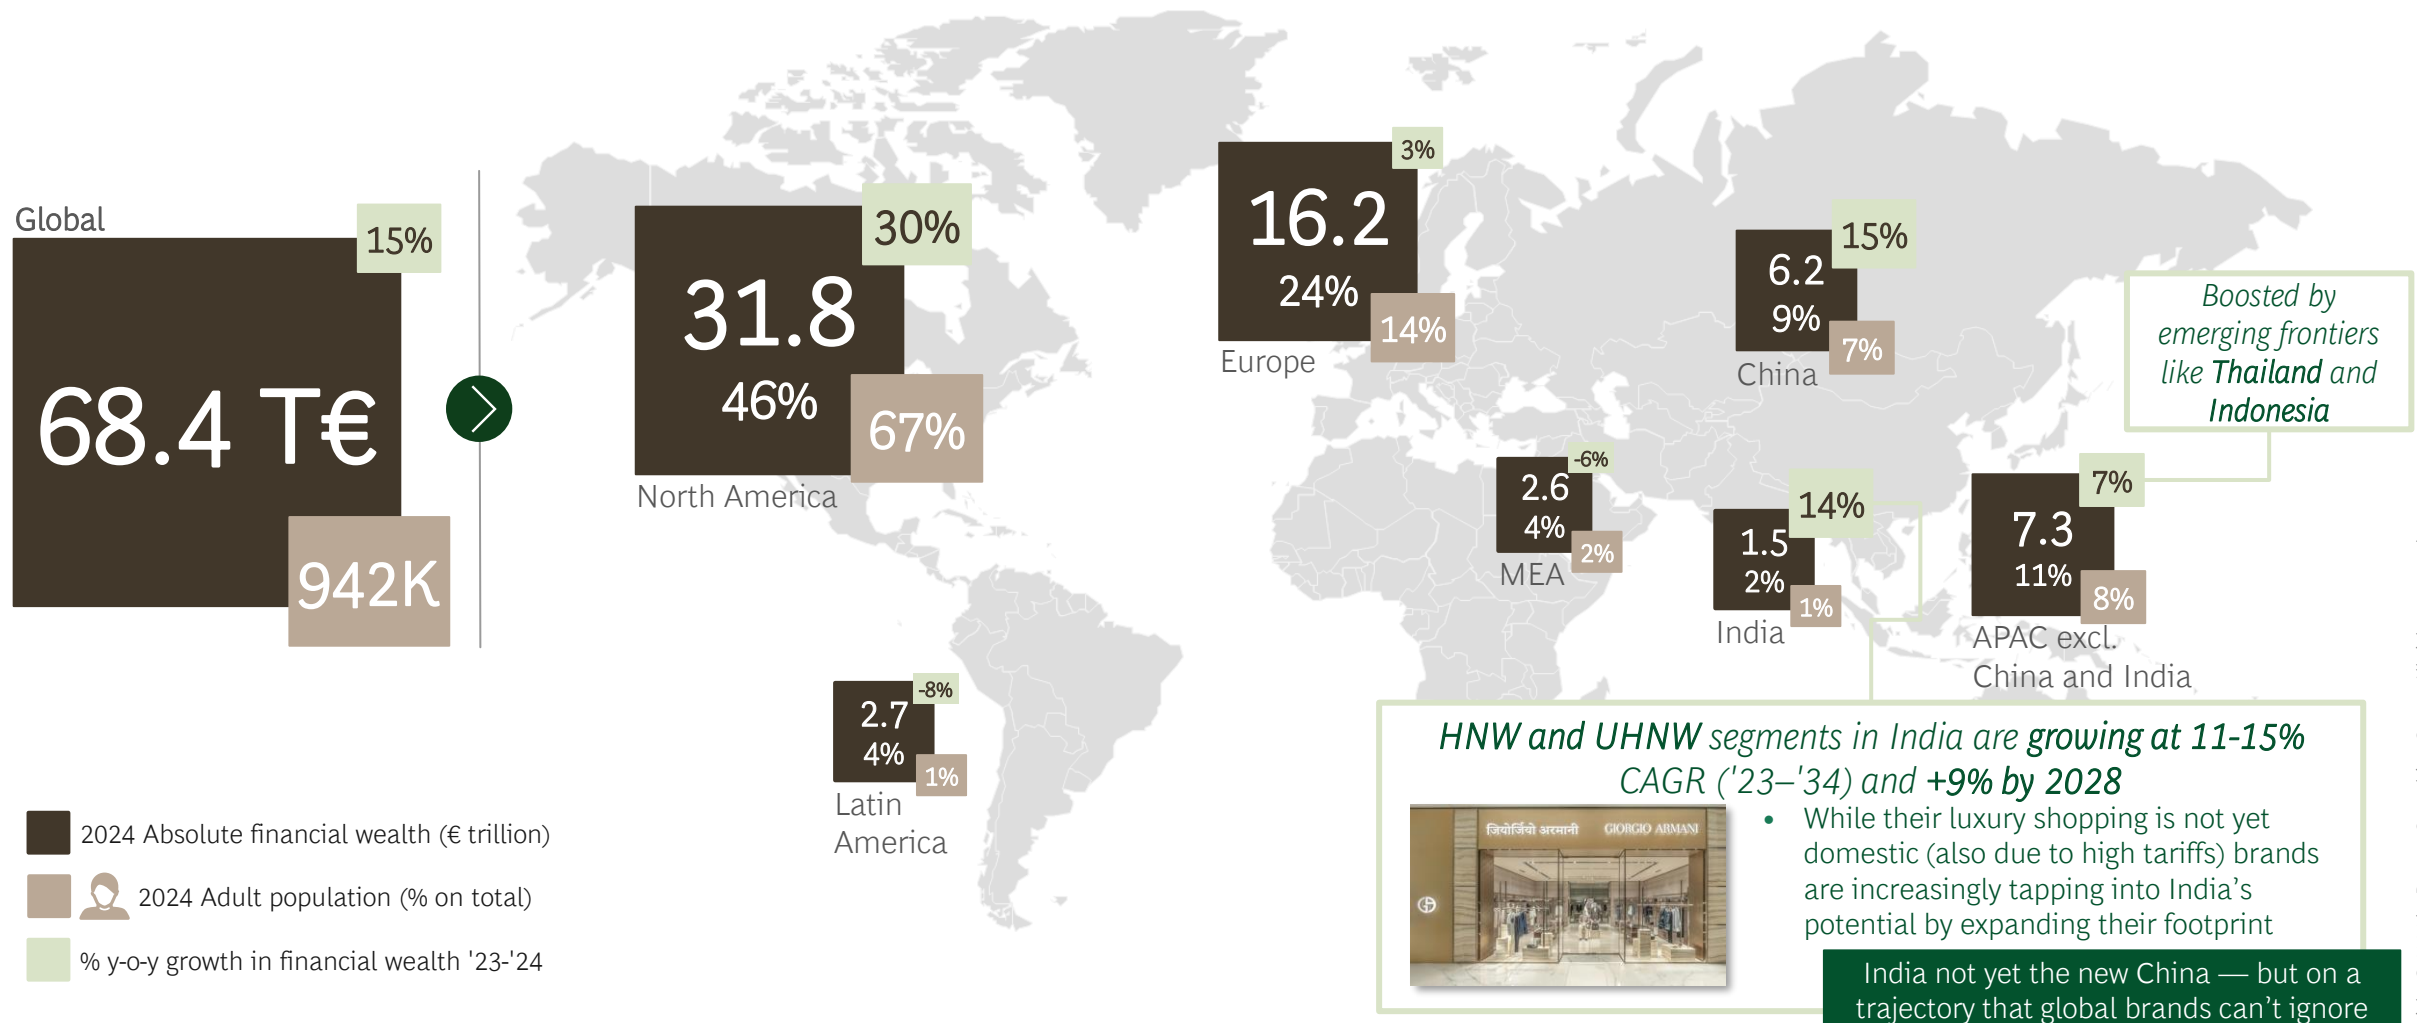 Global
15%
68.4 T€
942K
30%
31.8
46%
67%
North America
3%
16.2
24%
14%
Europe
15%
6.2
9%
7%
China
Boosted by
emerging frontiers
like Thailand and
Indonesia
-6%
2.6
4%
2%
MEA
14%
1.5
2%
1%
India
7%
7.3
11%
8%
APAC excl.
China and India
-8%
2.7
4%
1%
Latin
America
2024 Absolute financial wealth (€ trillion)
2024 Adult population (% on total)
% y-o-y growth in financial wealth '23-'24
HNW and UHNW segments in India are growing at 11-15%
CAGR ('23–'34) and +9% by 2028
जियोर्जियो अरमानी GIORGIO ARMANI
• While their luxury shopping is not yet
domestic (also due to high tariffs) brands
are increasingly tapping into India’s
potential by expanding their footprint
India not yet the new China — but on a
trajectory that global brands can’t ignore